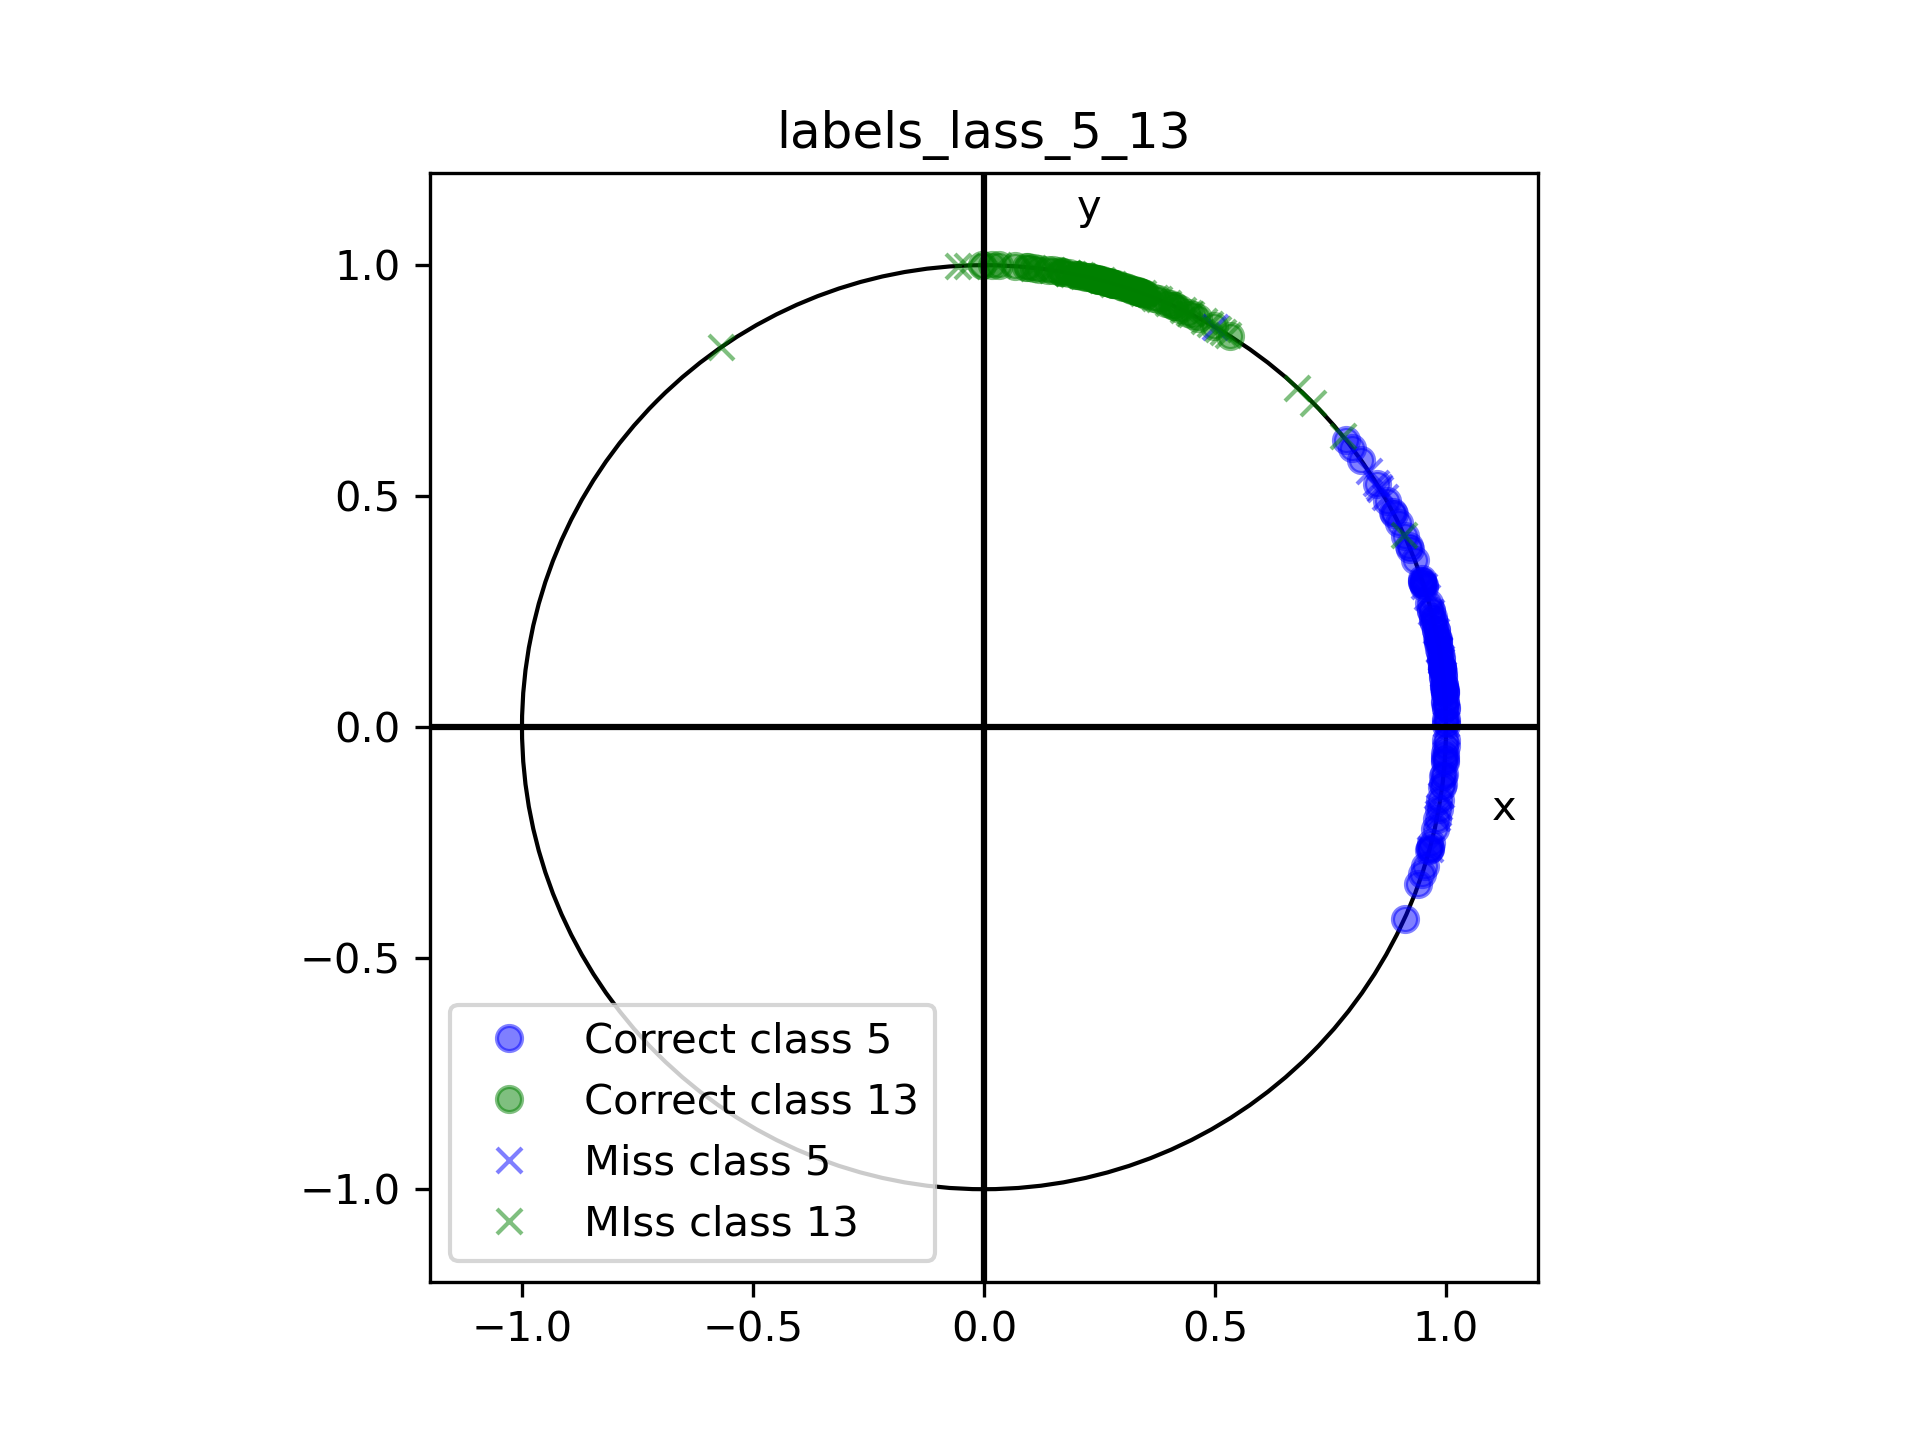 labels_lass_5_13
y
x
1.0
0.5
0.0
−0.5
−1.0
−1.0 −0.5 0.0 0.5 1.0
Correct class 5
Correct class 13
Miss class 5
MIss class 13